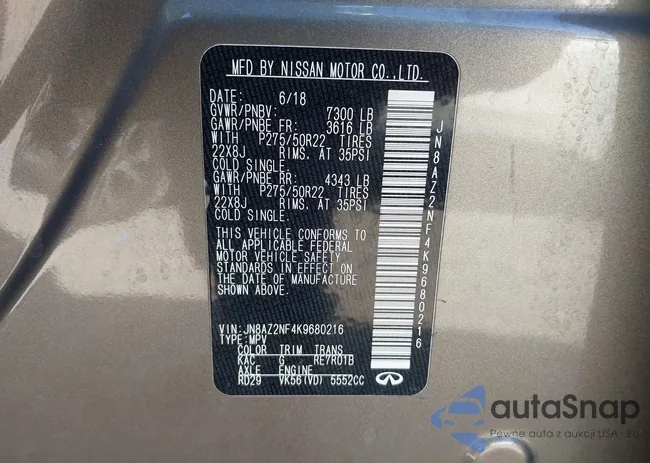 MFD BY NISSAN MOTOR CO.,LTD.
DATE: 6/18
GVWR/PNBV: 7300 LB
GAWR/PNBE FR: 3616 LB
WITH P275/50R22 TIRES
22X8J RIMS. AT 35PSI
COLD SINGLE.
GAWR/PNBE RR: 4343 LB
WITH P275/50R22 TIRES
22X8J RIMS. AT 35PSI
COLD SINGLE.
THIS VEHICLE CONFORMS TO
ALL APPLICABLE FEDERAL
MOTOR VEHICLE SAFETY
STANDARDS IN EFFECT ON
THE DATE OF MANUFACTURE
SHOWN ABOVE.
VIN: JN8AZ2NF4K9680216
TYPE: MPV
COLOR TRIM TRANS
KAC G RE7R01B
AXLE ENGINE
RD29 VK56(VD) 5552CC
JN8AZ2NF4K9680216
autaSnap
Pewne auta z aukcji USA i EU